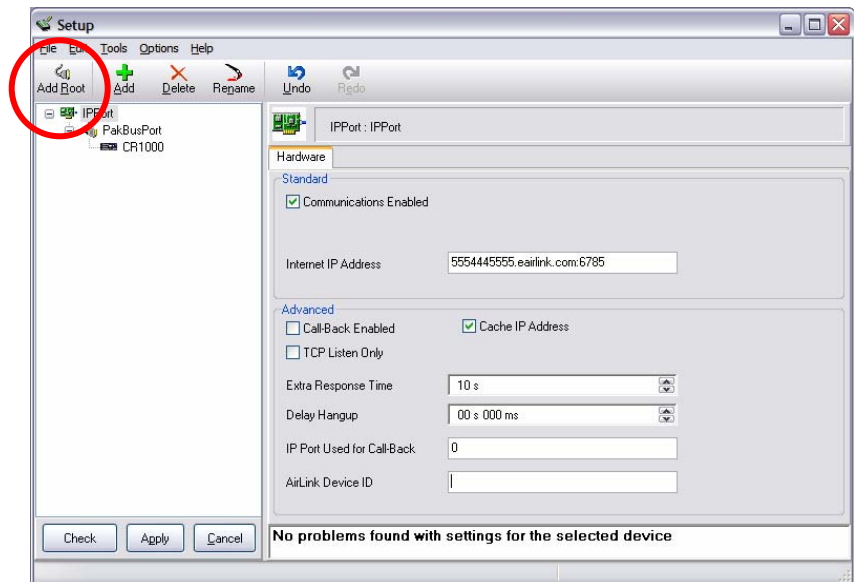 Setup
File Edit Tools Options Help
Add Root Add Delete Rename Undo Redo
IPPort
PakBusPort
CR1000
IPPort : IPPort
Hardware
Standard
Communications Enabled
Internet IP Address 5554445555.eairlink.com:6785
Advanced
Call-Back Enabled Cache IP Address
TCP Listen Only
Extra Response Time 10 s
Delay Hangup 00 s 000 ms
IP Port Used for Call-Back 0
AirLink Device ID
Check Apply Cancel
No problems found with settings for the selected device